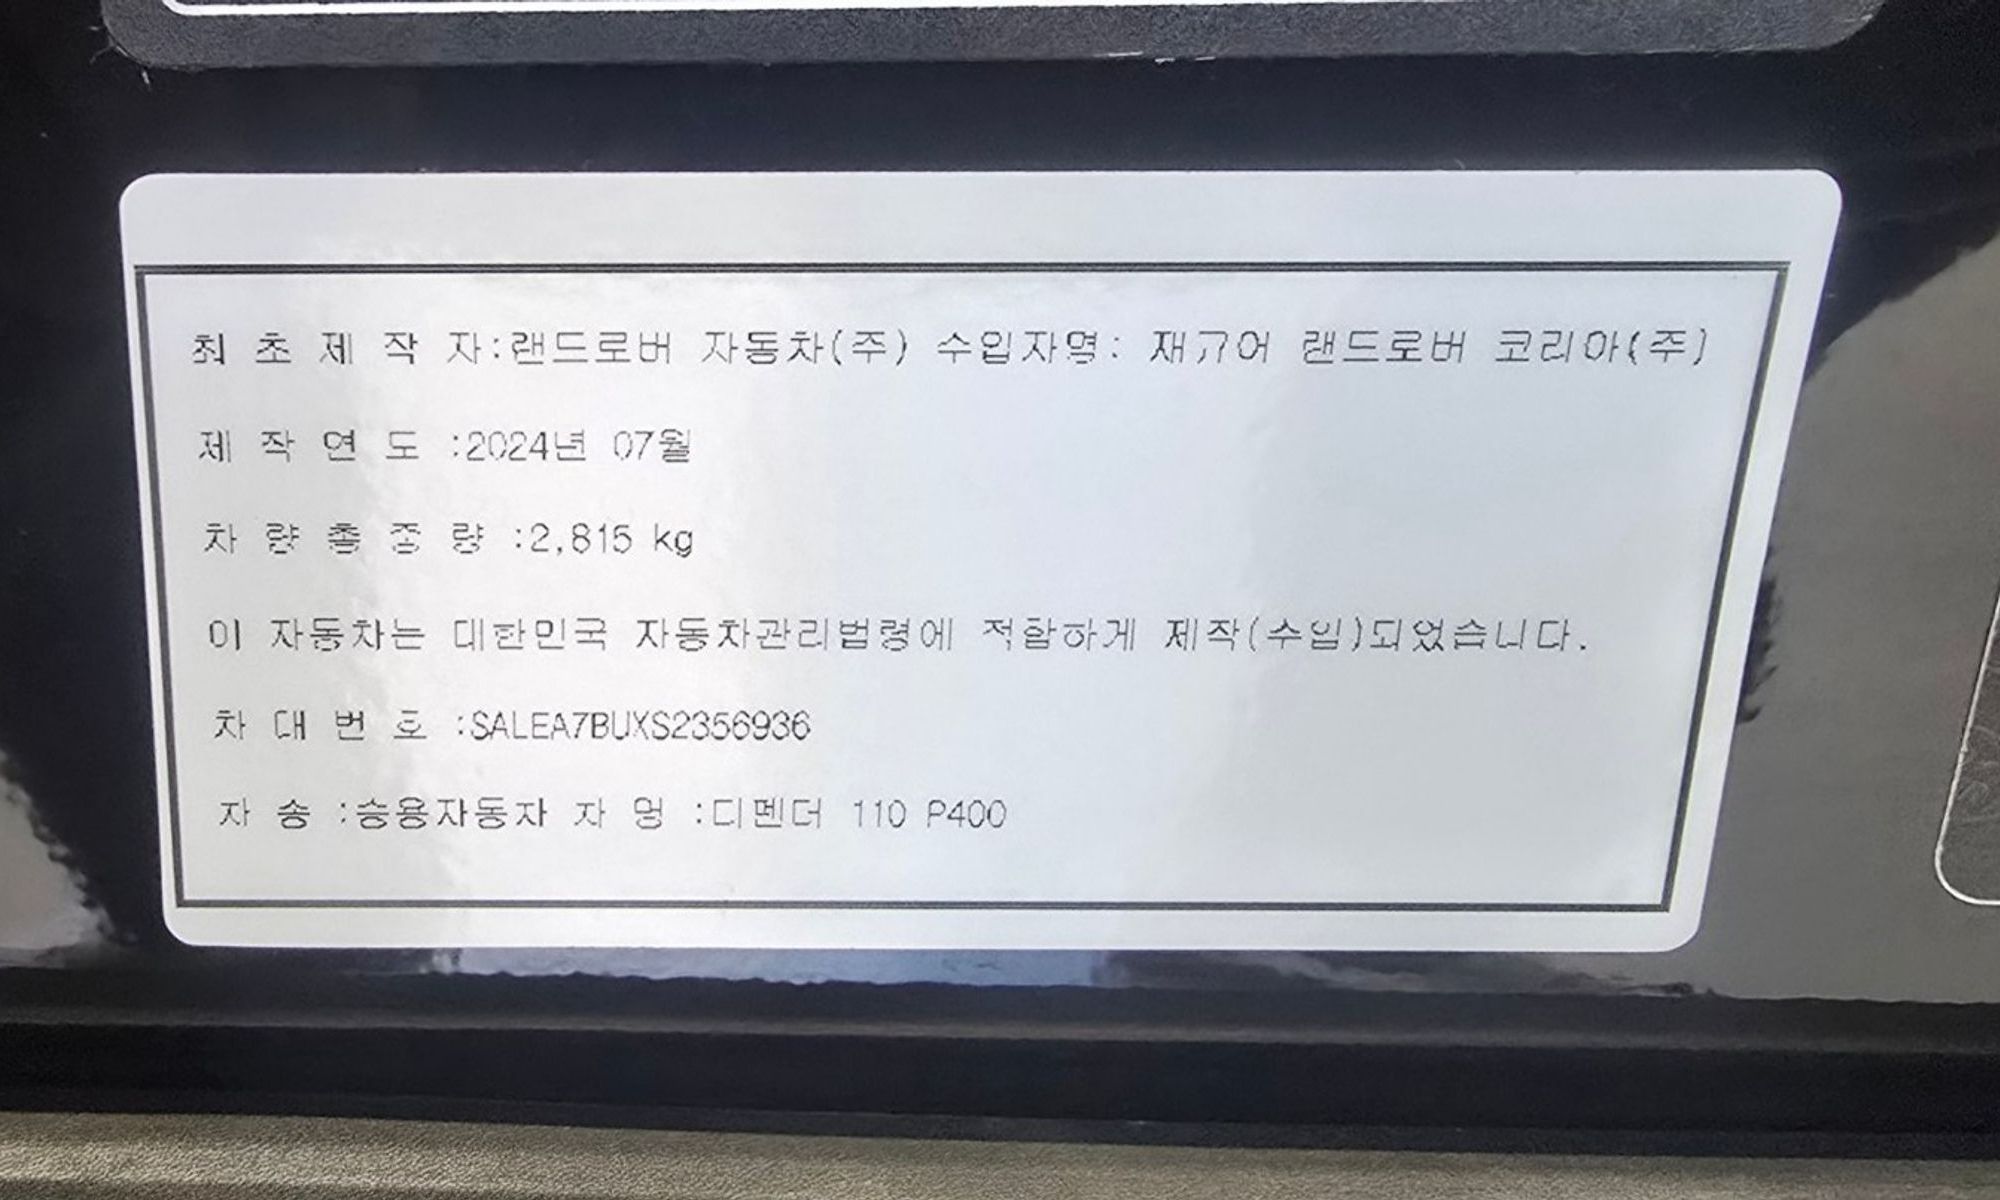 최 초 제 작 자:랜드로버 자동차(주) 수입자명: 재규어 랜드로버 코리아(주)
제 작 연 도 :2024년 07월
차 량 총 중 량 :2,815 kg
이 자동차는 대한민국 자동차관리법령에 적합하게 제작(수입)되었습니다.
차 대 번 호 :SALEA7BUXS2356936
차 종 :승용자동차 차 명 :디펜더 110 P400